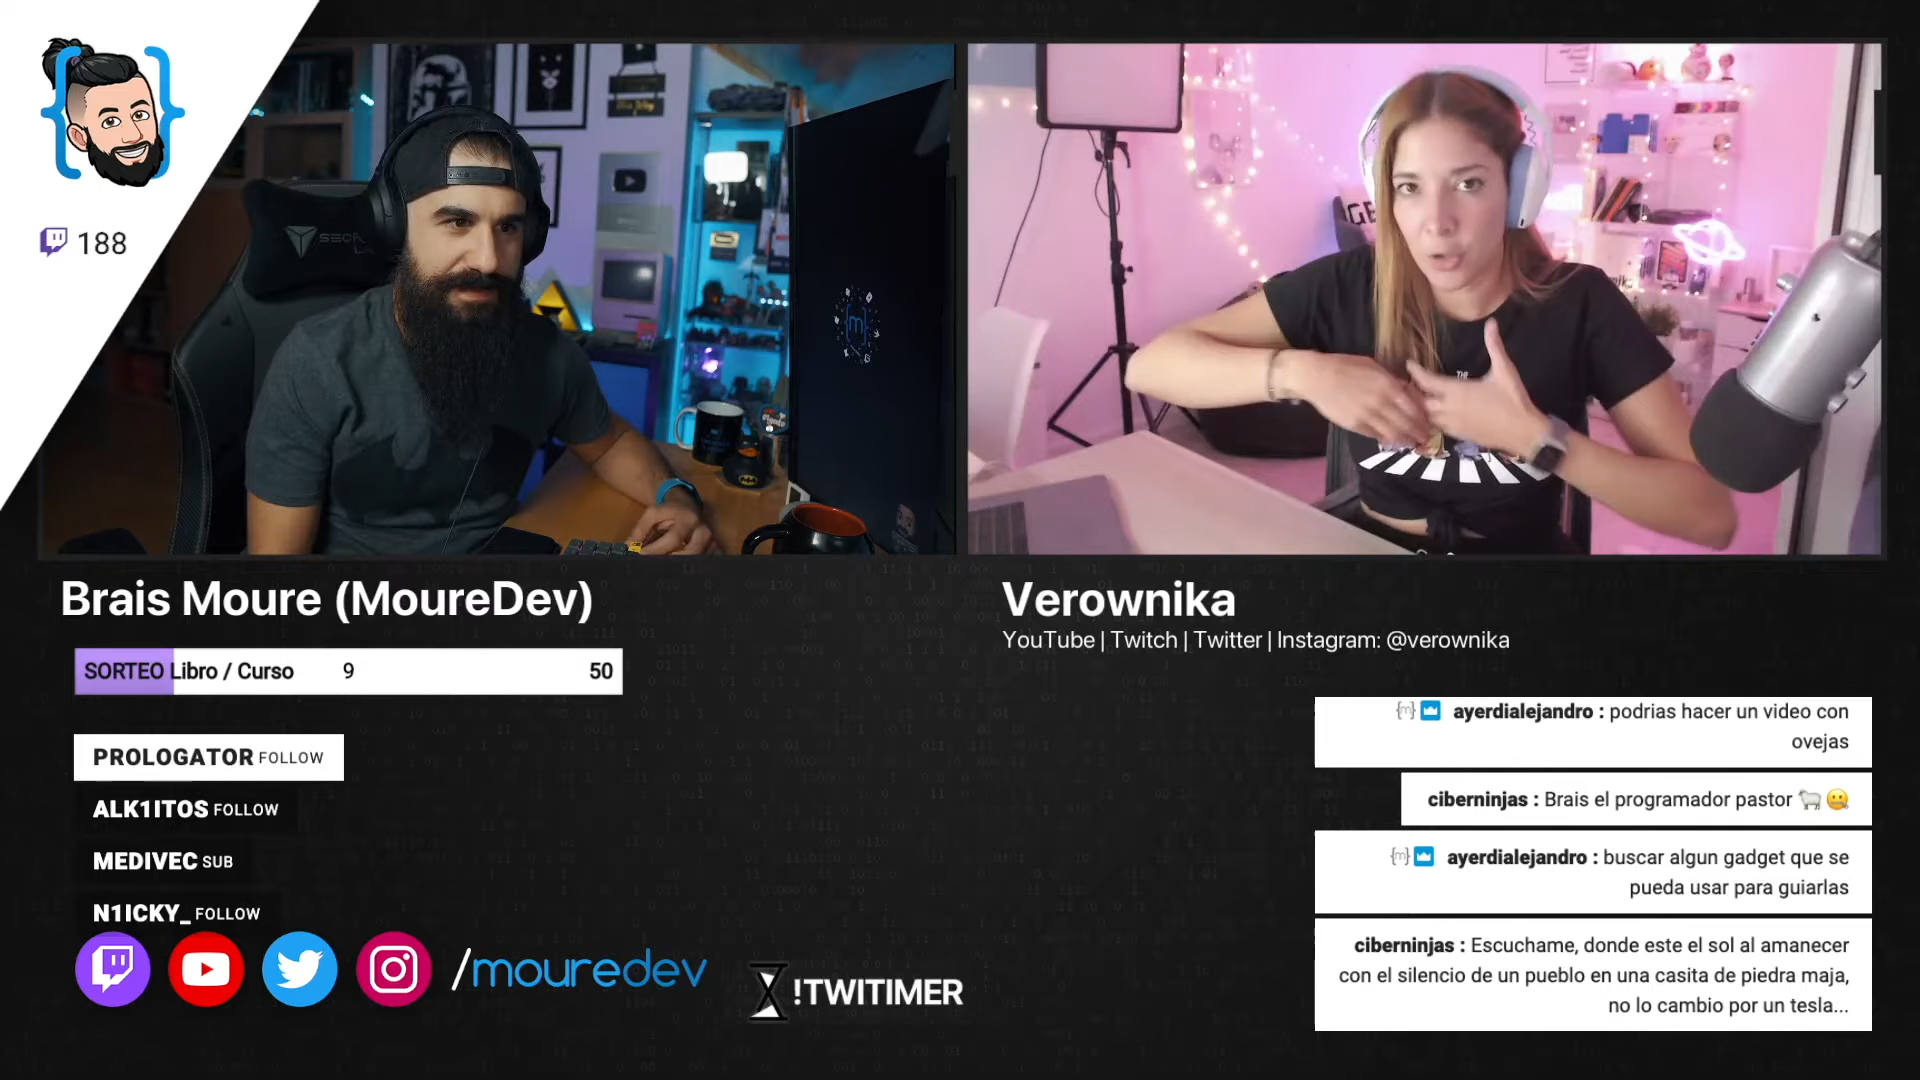 188
SECR
GE
THE
{m}
Brais Moure (MoureDev)
Verownika
YouTube | Twitch | Twitter | Instagram: @verownika
SORTEO Libro / Curso 9 50
PROLOGATOR FOLLOW
ALK1ITOS FOLLOW
MEDIVEC SUB
N1ICKY_ FOLLOW
/mouredev
!TWITIMER
{m} ayerdialejandro : podrias hacer un video con
ovejas
ciberninjas : Brais el programador pastor 🐑 🤐
{m} ayerdialejandro : buscar algun gadget que se
pueda usar para guiarlas
ciberninjas : Escuchame, donde este el sol al amanecer
con el silencio de un pueblo en una casita de piedra maja,
no lo cambio por un tesla...